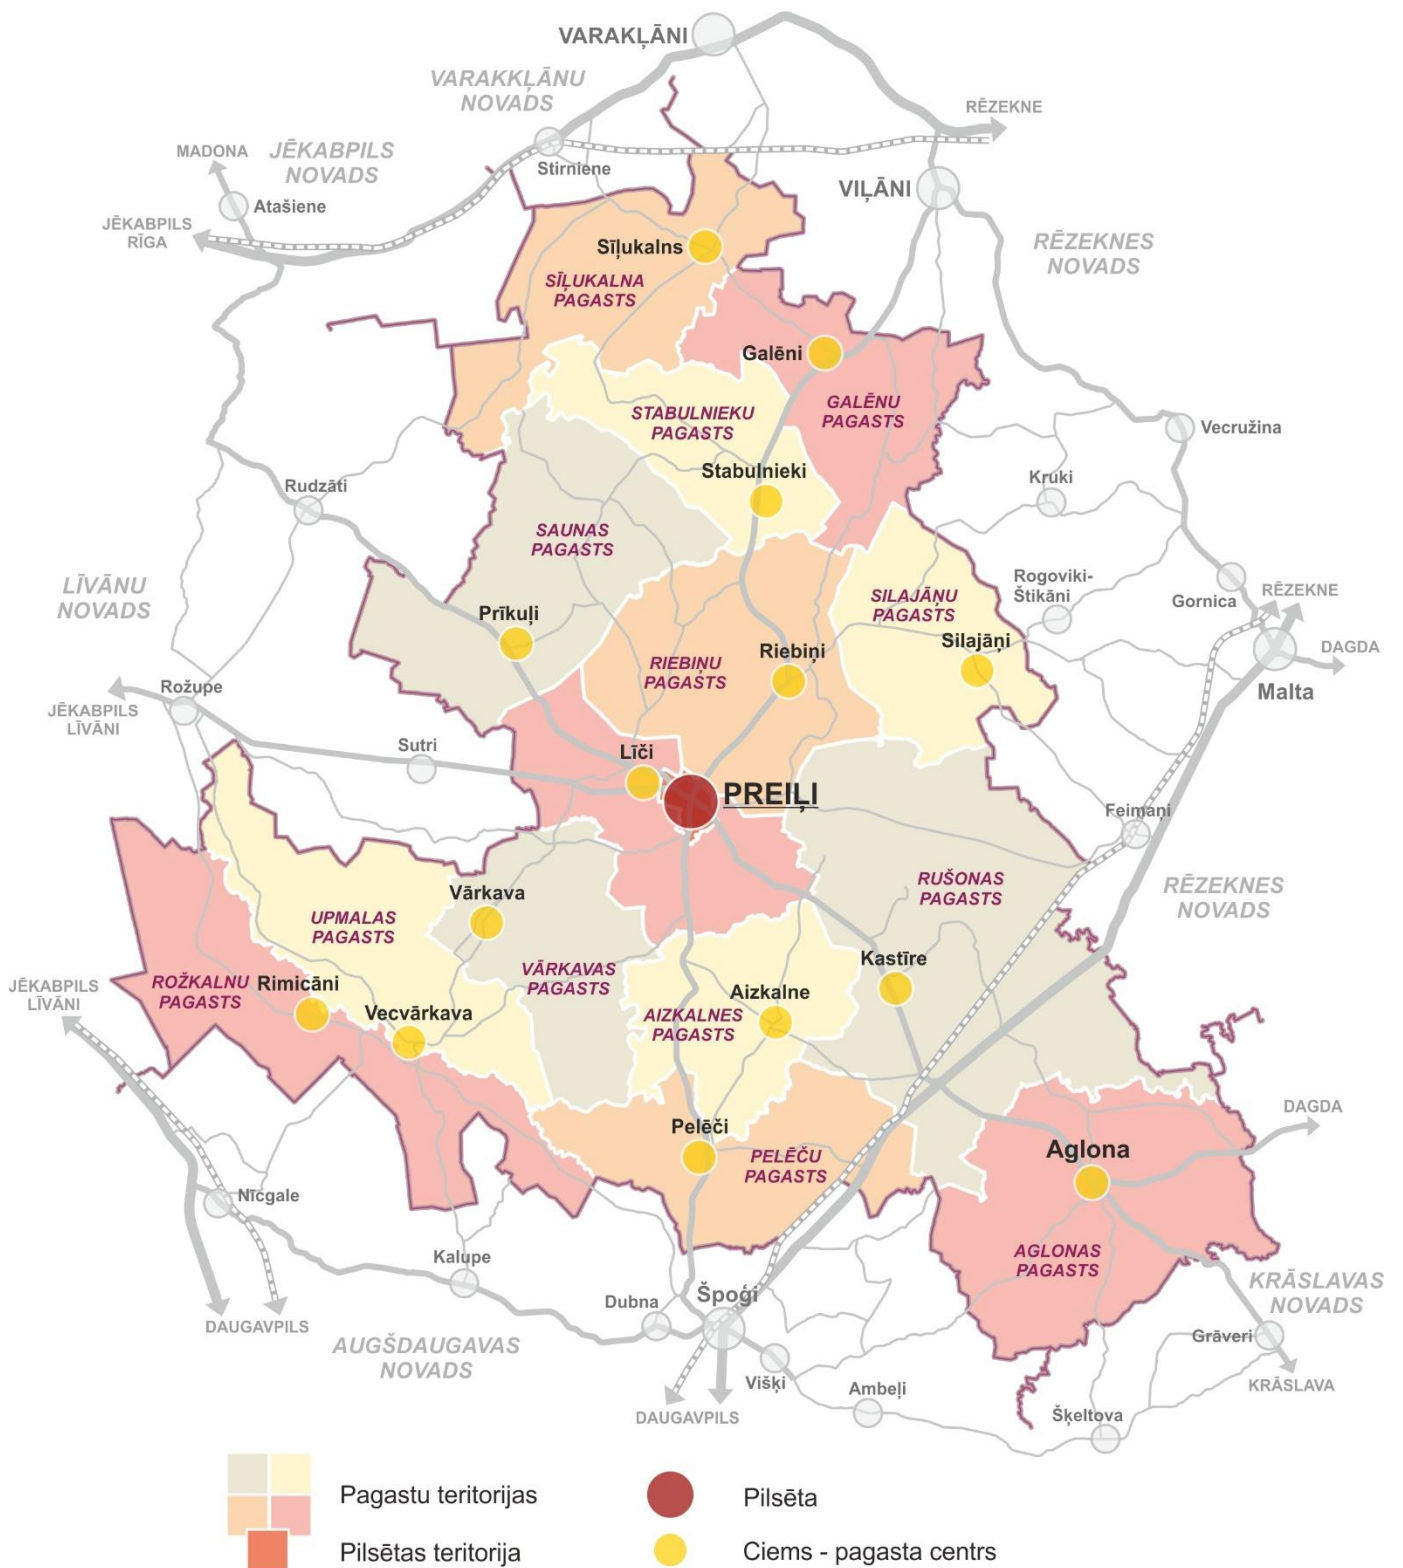 VARAKĻĀNI
VARAKKĻĀNU
NOVADS
RĒZEKNE
MADONA
JĒKABPILS
NOVADS
Stirniene
VIĻĀNI
Atašiene
JĒKABPILS
RĪGA
RĒZEKNES
NOVADS
Sīļukalns
SĪĻUKALNA
PAGASTS
Galēni
GALĒNU
PAGASTS
STABULNIEKU
PAGASTS
Vecružina
Stabulnieki
Kruki
Rudzāti
SAUNAS
PAGASTS
LĪVĀNU
NOVADS
Rogoviki-
Štikāni
Gornica
RĒZEKNE
SILAJĀŅU
PAGASTS
Prīkuļi
Silajāņi
Riebiņi
RIEBIŅU
PAGASTS
DAGDA
Malta
Rožupe
JĒKABPILS
LĪVĀNI
Sutri
Līči
PREIĻI
Feimaņi
RUŠONAS
PAGASTS
RĒZEKNES
NOVADS
Vārkava
UPMALAS
PAGASTS
VĀRKAVAS
PAGASTS
Kastīre
ROŽKALNU
PAGASTS
Rimicāni
JĒKABPILS
LĪVĀNI
Aizkalne
Vecvārkava
AIZKALNES
PAGASTS
DAGDA
Pelēči
PELĒČU
PAGASTS
Aglona
Nīcgale
AGLONAS
PAGASTS
Kalupe
KRĀSLAVAS
NOVADS
Dubna
Špoģi
DAUGAVPILS
AUGŠDAUGAVAS
NOVADS
Grāveri
Višķi
Ambeļi
KRĀSLAVA
DAUGAVPILS
Šķeltova
Pagastu teritorijas
Pilsēta
Pilsētas teritorija
Ciems - pagasta centrs